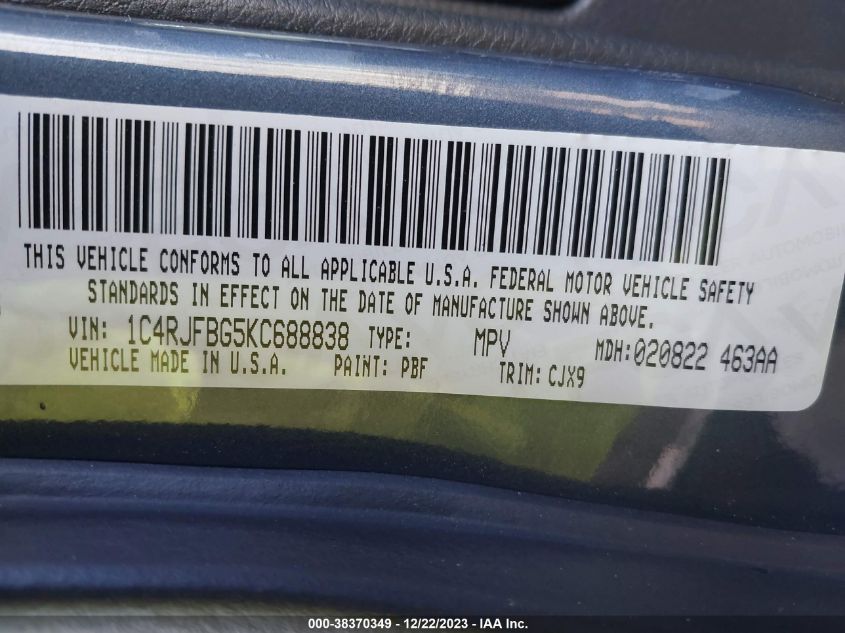 THIS VEHICLE CONFORMS TO ALL APPLICABLE U.S.A. FEDERAL MOTOR VEHICLE SAFETY
STANDARDS IN EFFECT ON THE DATE OF MANUFACTURE SHOWN ABOVE.
VIN: 1C4RJFBG5KC688838 TYPE: MPV MDH:020822 463AA
VEHICLE MADE IN U.S.A. PAINT: PBF TRIM: CJX9
000-38370349 - 12/22/2023 - IAA Inc.